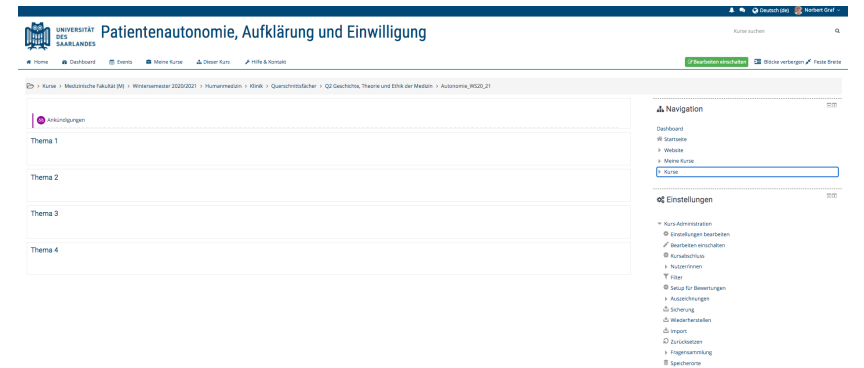 Deutsch (de) Norbert Graf
UNIVERSITÄT
DES
SAARLANDES
Patientenautonomie, Aufklärung und Einwilligung
Kurse suchen
Home Dashboard Events Meine Kurse Dieser Kurs Hilfe & Kontakt
Bearbeiten einschalten Blöcke verbergen Feste Breite
> Kurse > Medizinische Fakultät (M) > Wintersemester 2020/2021 > Humanmedizin > Klinik > Querschnittsfächer > Q2 Geschichte, Theorie und Ethik der Medizin > Autonomie_WS20_21
Ankündigungen
Thema 1
Thema 2
Thema 3
Thema 4
Navigation
Dashboard
Startseite
Website
Meine Kurse
Kurse
Einstellungen
Kurs-Administration
Einstellungen bearbeiten
Bearbeiten einschalten
Kursabschluss
Nutzer/innen
Filter
Setup für Bewertungen
Auszeichnungen
Sicherung
Wiederherstellen
Import
Zurücksetzen
Fragensammlung
Speicherorte